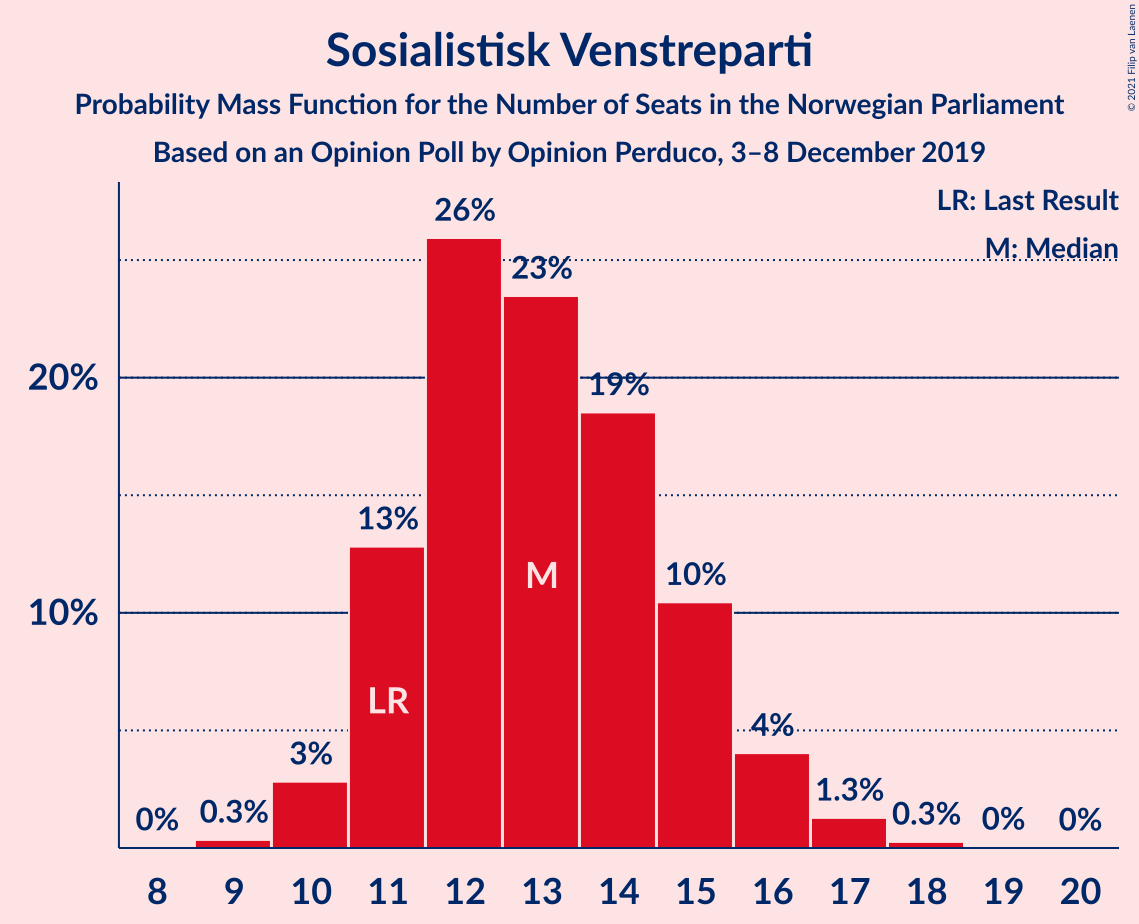 Sosialistisk Venstreparti
Probability Mass Function for the Number of Seats in the Norwegian Parliament
Based on an Opinion Poll by Opinion Perduco, 3–8 December 2019
© 2021 Filip van Laenen
LR: Last Result
M: Median
20%
10%
0%
0.3%
3%
13%
26%
23%
19%
10%
4%
1.3%
0.3%
0%
0%
LR
M
8 9 10 11 12 13 14 15 16 17 18 19 20